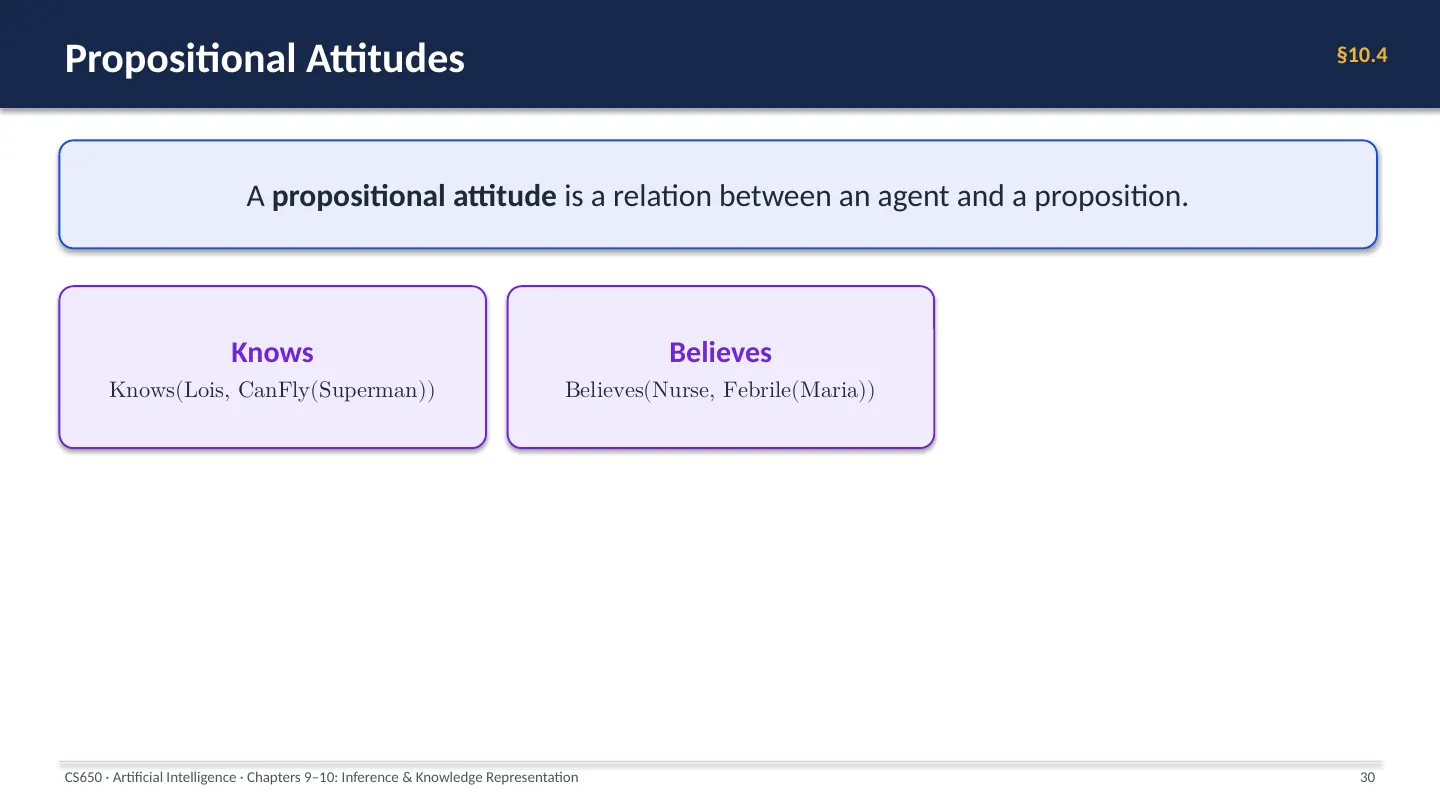 Propositional Attitudes
§10.4
A propositional attitude is a relation between an agent and a proposition.
Knows
Knows(Lois, CanFly(Superman))
Believes
Believes(Nurse, Febrile(Maria))
CS650 · Artificial Intelligence · Chapters 9–10: Inference & Knowledge Representation
30